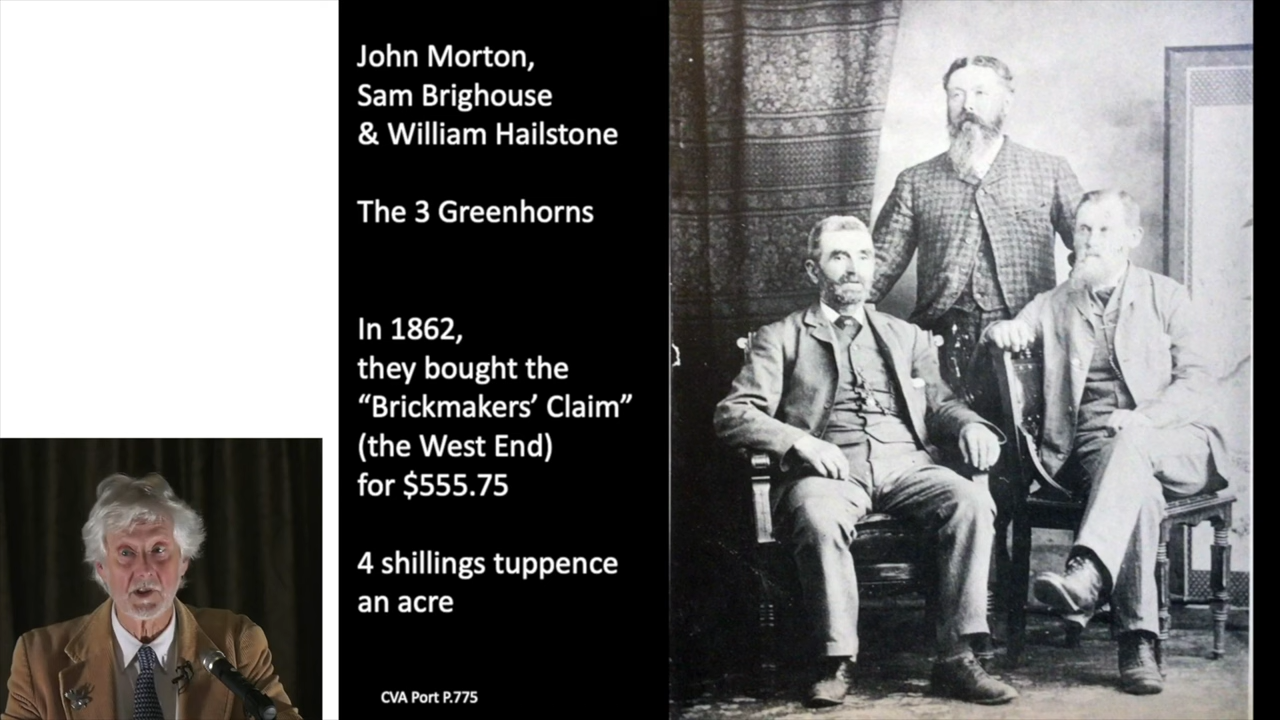 John Morton,
Sam Brighouse
& William Hailstone
The 3 Greenhorns
In 1862,
they bought the
“Brickmakers’ Claim”
(the West End)
for $555.75
4 shillings tuppence
an acre
CVA Port P.775